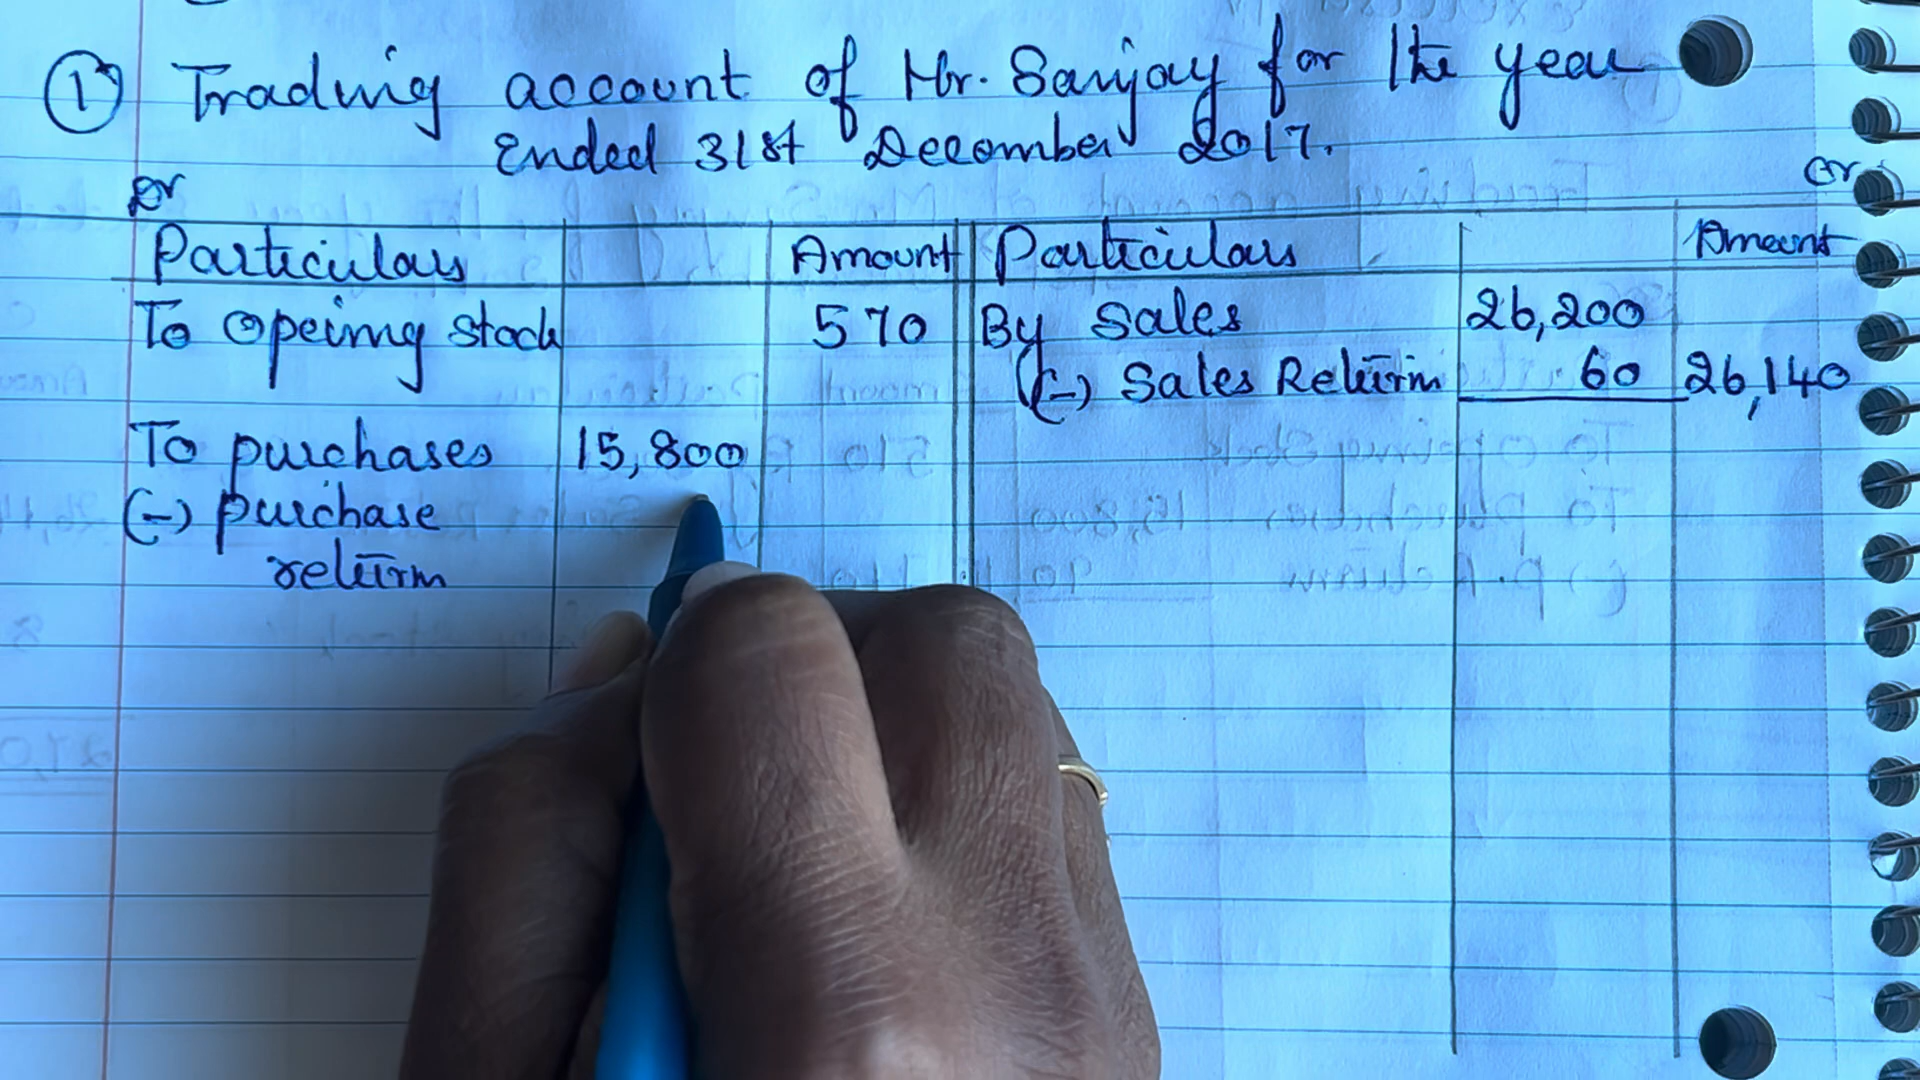 ① Trading account of Mr. Sanjay for the year
Ended 31st December 2017.
Dr Cr
Particulars Amount Particulars Amount
To Opeimg Stock 570 By Sales 26,200
(-) Sales Return 60 26,140
To purchases 15,800
(-) purchase
return